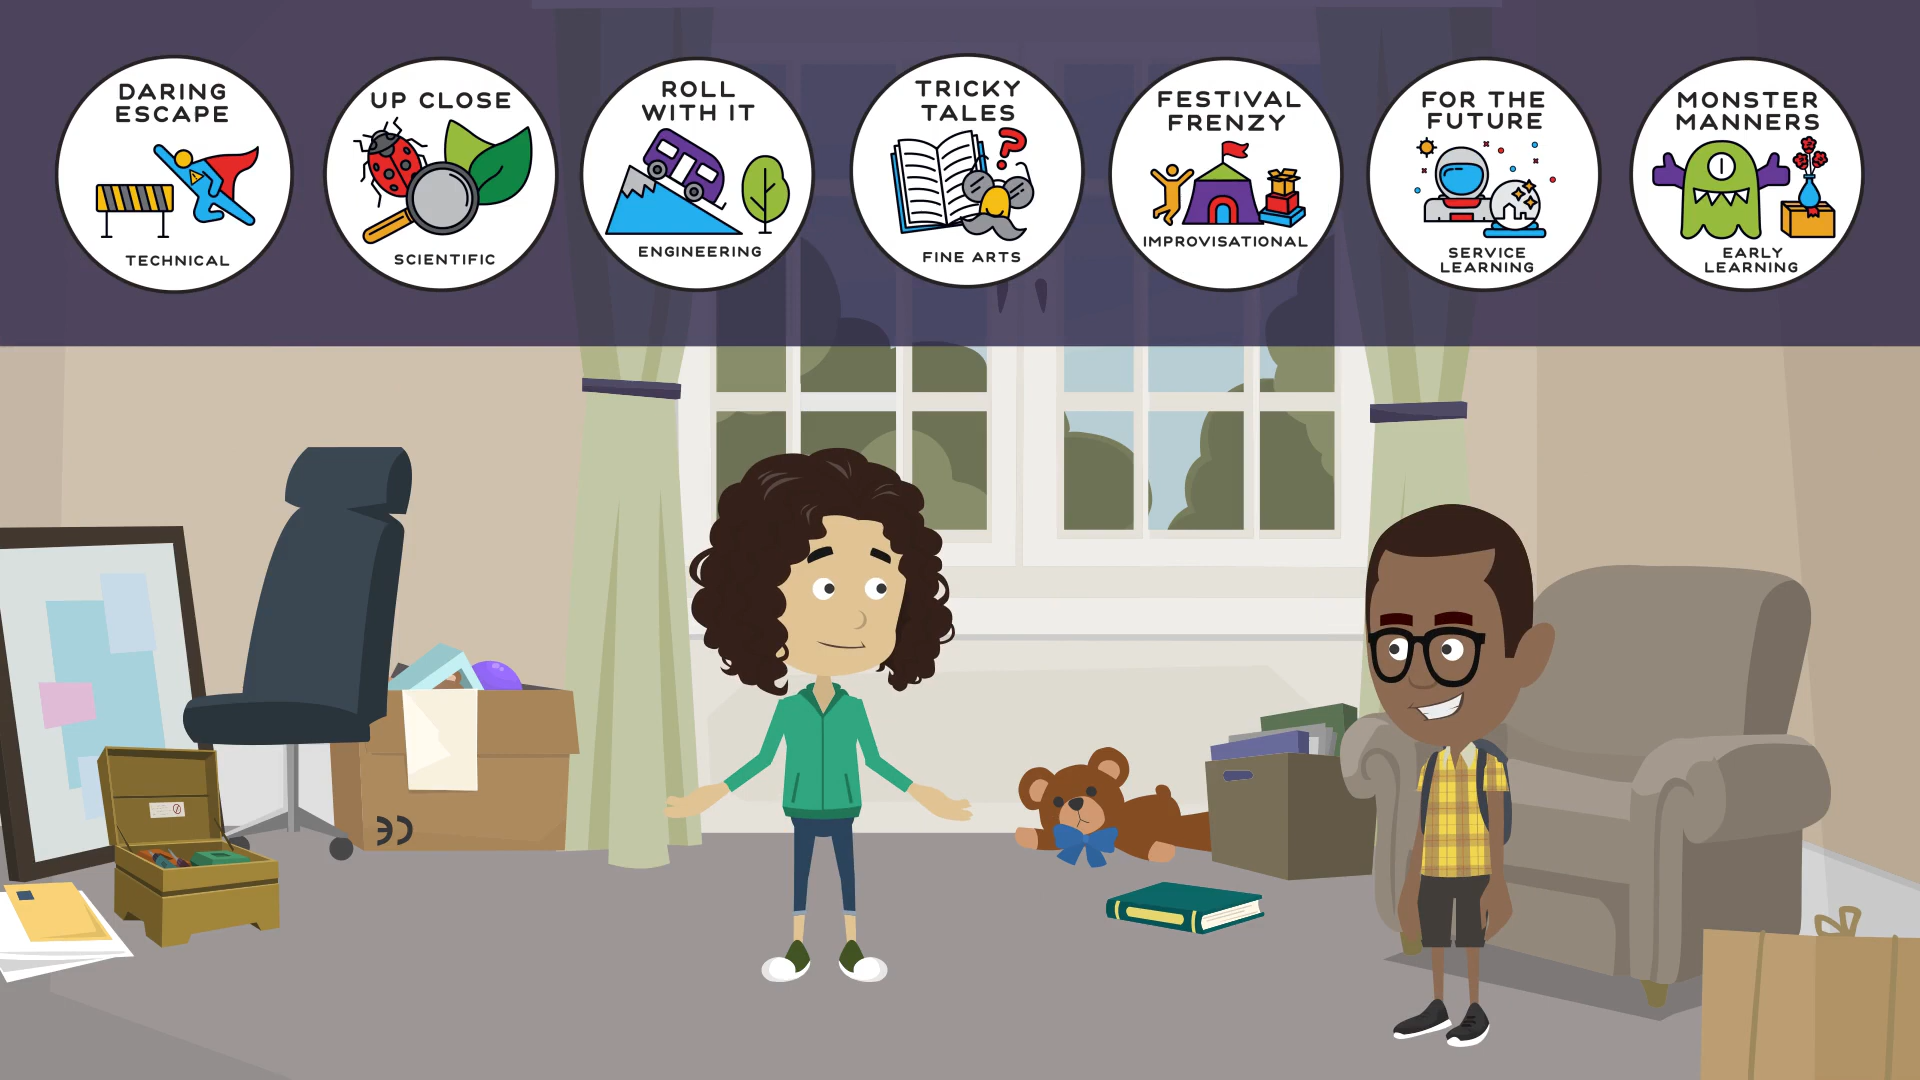 DARING
ESCAPE
TECHNICAL
UP CLOSE
SCIENTIFIC
ROLL
WITH IT
ENGINEERING
TRICKY
TALES
FINE ARTS
FESTIVAL
FRENZY
IMPROVISATIONAL
FOR THE
FUTURE
SERVICE
LEARNING
MONSTER
MANNERS
EARLY
LEARNING